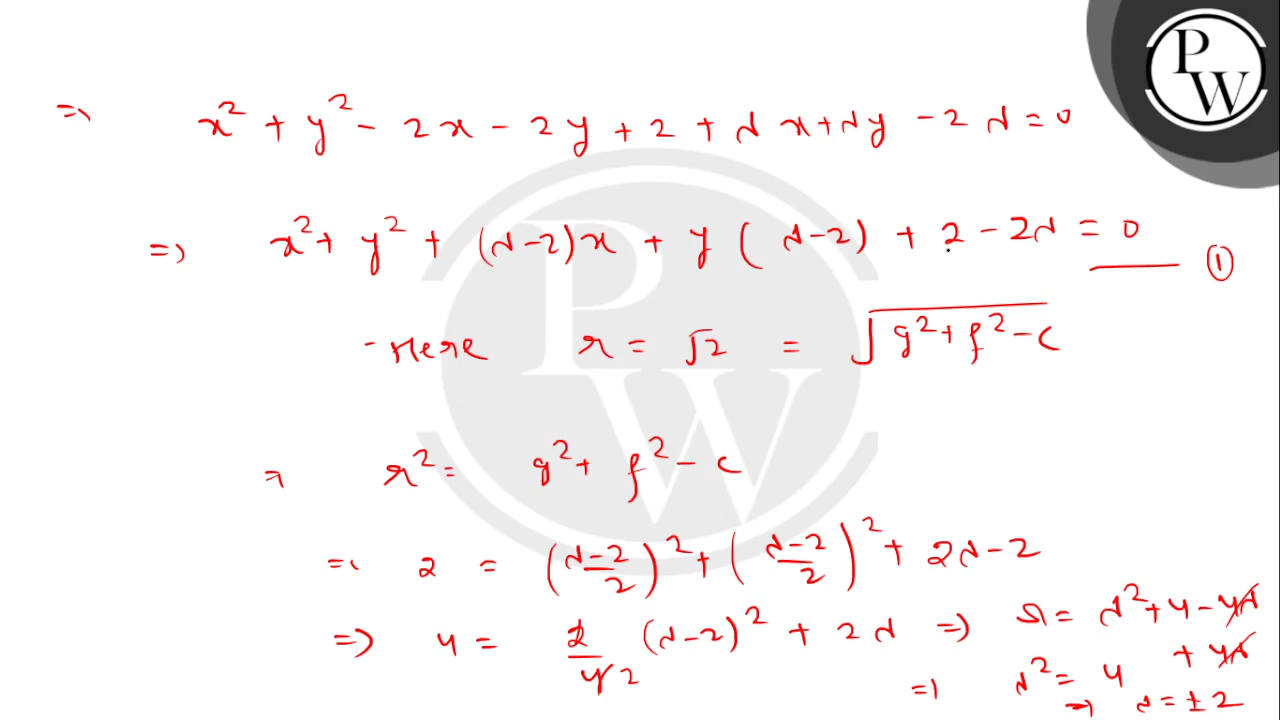 PW
⇒ x² + y² - 2x - 2y + 2 + λx + λy - 2λ = 0
⇒ x² + y² + (λ-2)x + y(λ-2) + 2 - 2λ = 0 —— ①
Here r = √2 = √(g² + f² - c)
⇒ r² = g² + f² - c
⇒ 2 = ((λ-2)/2)² + ((λ-2)/2)² + 2λ - 2
⇒ 4 = 2/4 2 (λ-2)² + 2λ ⇒ 8 = λ² + 4 - 4λ + 4λ
⇒ λ² = 4
⇒ λ = ±2
PW